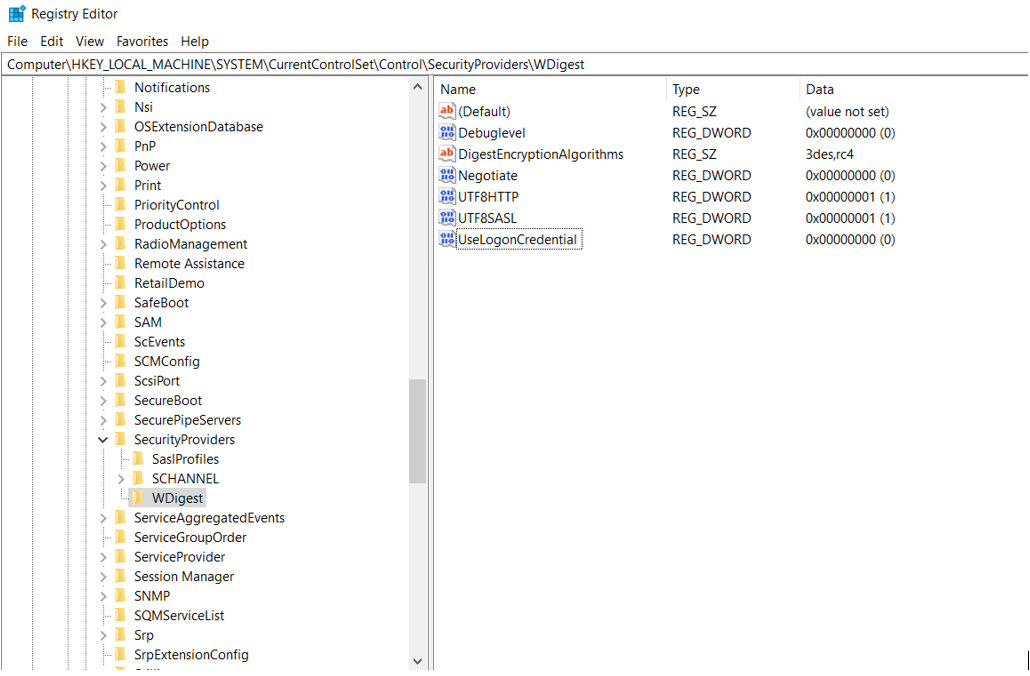 Registry Editor
File Edit View Favorites Help
Computer\HKEY_LOCAL_MACHINE\SYSTEM\CurrentControlSet\Control\SecurityProviders\WDigest
Notifications
Nsi
OSExtensionDatabase
PnP
Power
Print
PriorityControl
ProductOptions
RadioManagement
Remote Assistance
RetailDemo
SafeBoot
SAM
ScEvents
SCMConfig
ScsiPort
SecureBoot
SecurePipeServers
SecurityProviders
SaslProfiles
SCHANNEL
WDigest
ServiceAggregatedEvents
ServiceGroupOrder
ServiceProvider
Session Manager
SNMP
SQMServiceList
Srp
SrpExtensionConfig
Name Type Data
(Default) REG_SZ (value not set)
Debuglevel REG_DWORD 0x00000000 (0)
DigestEncryptionAlgorithms REG_SZ 3des,rc4
Negotiate REG_DWORD 0x00000000 (0)
UTF8HTTP REG_DWORD 0x00000001 (1)
UTF8SASL REG_DWORD 0x00000001 (1)
UseLogonCredential REG_DWORD 0x00000000 (0)